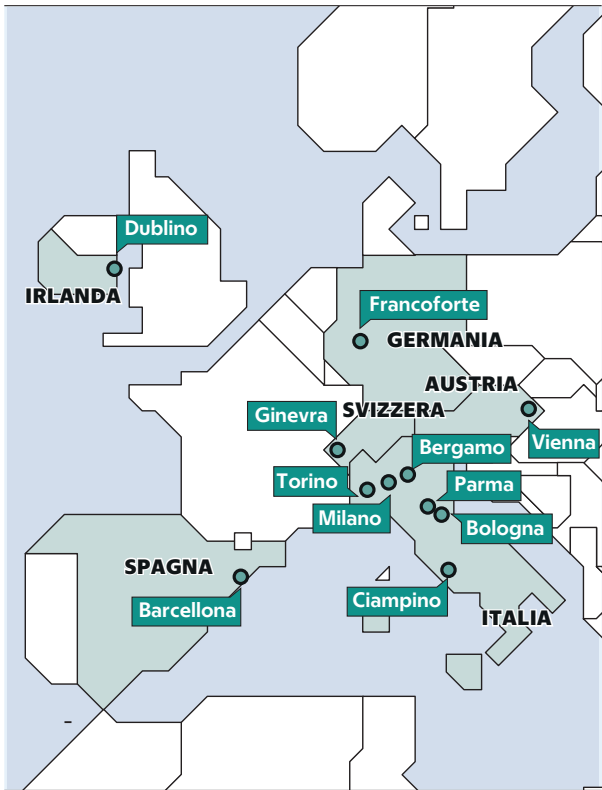 Dublino
IRLANDA
Francoforte
GERMANIA
AUSTRIA
SVIZZERA
Ginevra
Vienna
Bergamo
Torino
Parma
Milano
Bologna
SPAGNA
Barcellona
Ciampino
ITALIA